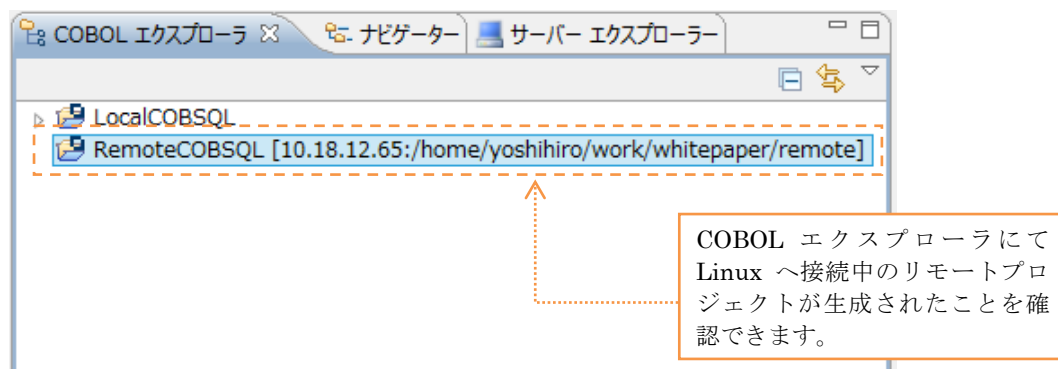 COBOL エクスプローラ ナビゲーター サーバー エクスプローラー
LocalCOBSQL
RemoteCOBSQL [10.18.12.65:/home/yoshihiro/work/whitepaper/remote]
COBOL エクスプローラにて
Linux へ接続中のリモートプロ
ジェクトが生成されたことを確
認できます。